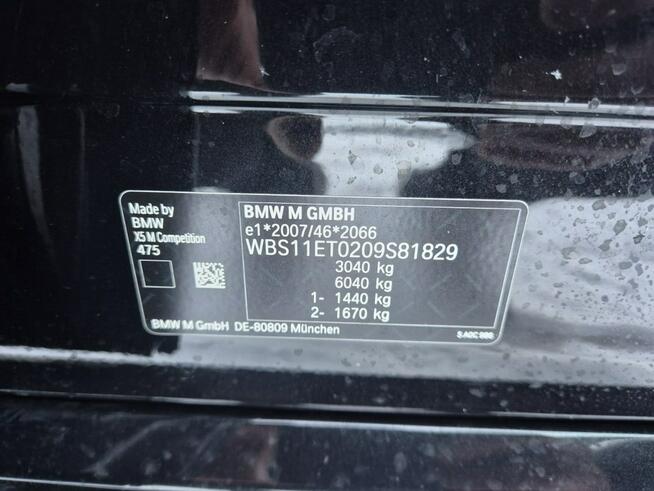 Made by
BMW
X5 M Competition
475
BMW M GMBH
e1*2007/46*2066
WBS11ET0209S81829
3040 kg
6040 kg
1- 1440 kg
2- 1670 kg
BMW M GmbH DE-80809 München